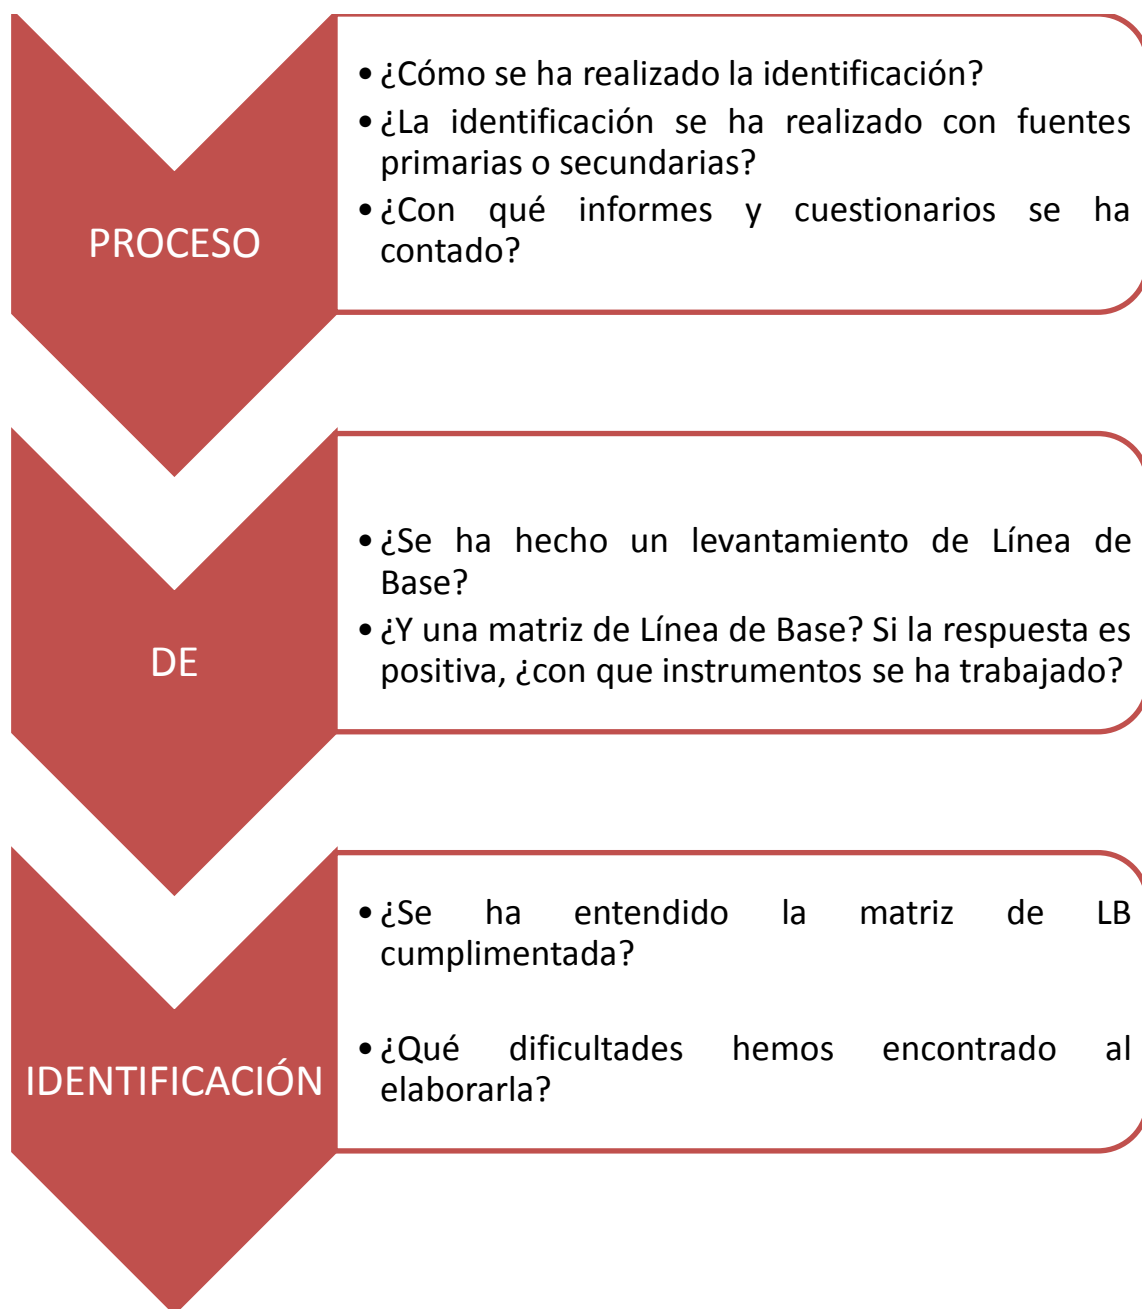 PROCESO
• ¿Cómo se ha realizado la identificación?
• ¿La identificación se ha realizado con fuentes
primarias o secundarias?
• ¿Con qué informes y cuestionarios se ha
contado?
DE
• ¿Se ha hecho un levantamiento de Línea de
Base?
• ¿Y una matriz de Línea de Base? Si la respuesta es
positiva, ¿con que instrumentos se ha trabajado?
IDENTIFICACIÓN
• ¿Se ha entendido la matriz de LB
cumplimentada?
• ¿Qué dificultades hemos encontrado al
elaborarla?